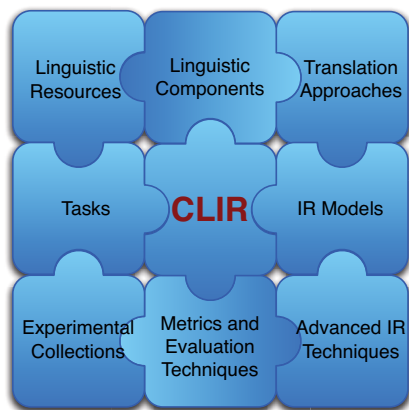 Linguistic
Resources
Linguistic
Components
Translation
Approaches
Tasks
CLIR
IR Models
Experimental
Collections
Metrics and
Evaluation
Techniques
Advanced IR
Techniques